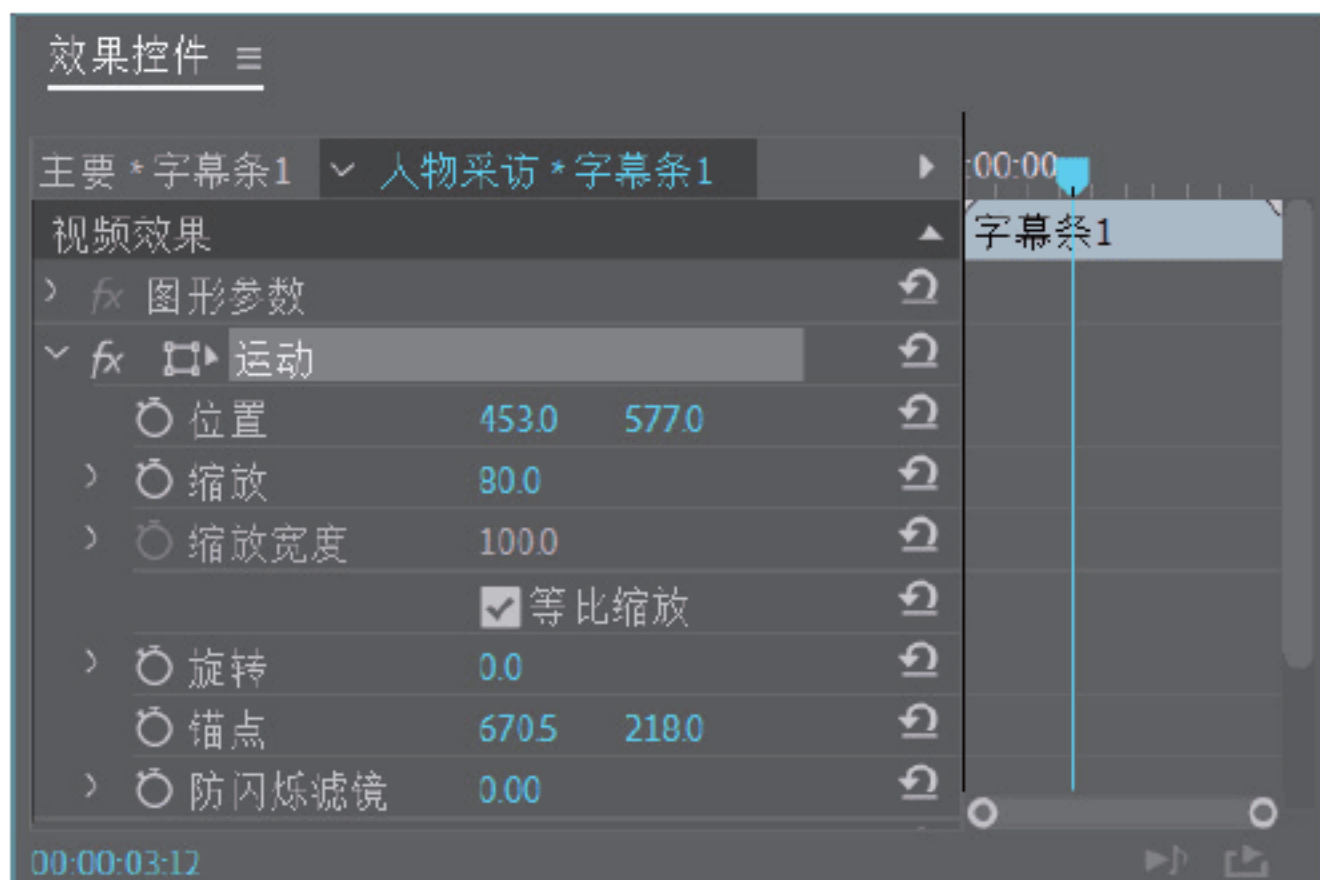 效果控件
主要*字幕条1 人物采访*字幕条1 :00:00
视频效果 字幕条1
fx 图形参数
fx 运动
位置 453.0 577.0
缩放 80.0
缩放宽度 100.0
等比缩放
旋转 0.0
锚点 670.5 218.0
防闪烁滤镜 0.00
00:00:03:12